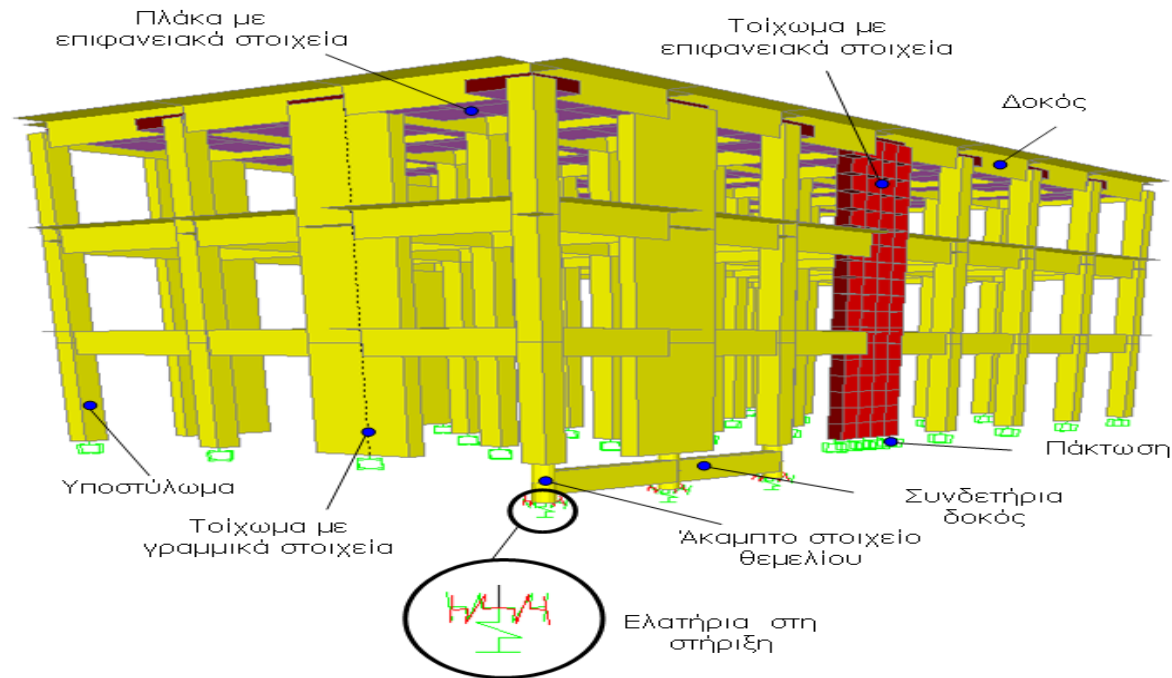 Πλάκα με
επιφανειακά στοιχεία
Τοίχωμα με
επιφανειακά στοιχεία
Δοκός
Πάκτωση
Υποστύλωμα
Συνδετήρια
δοκός
Τοίχωμα με
γραμμικά στοιχεία
Άκαμπτο στοιχείο
θεμελίου
Ελατήρια στη
στήριξη